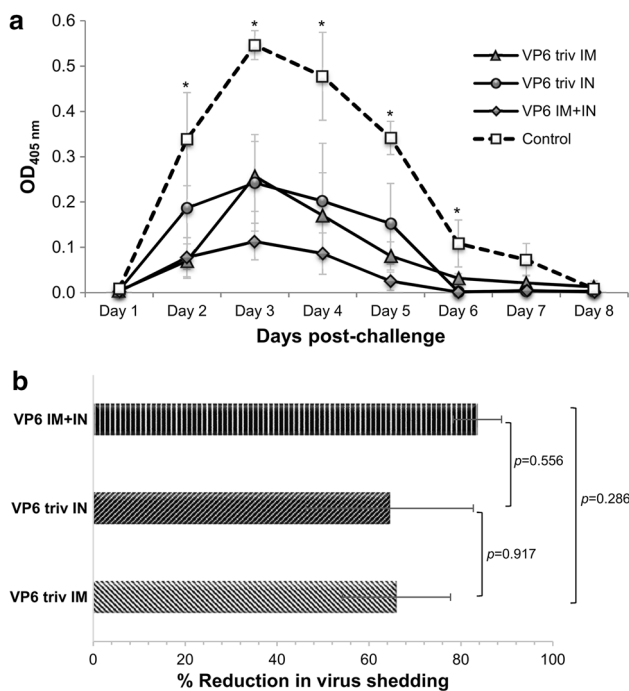 a
0.6
0.5
0.4
0.3
0.2
0.1
0.0
OD405 nm
* * * * *
VP6 triv IM
VP6 triv IN
VP6 IM+IN
Control
Day 1 Day 2 Day 3 Day 4 Day 5 Day 6 Day 7 Day 8
Days post-challenge
b
VP6 IM+IN
VP6 triv IN
VP6 triv IM
p=0.556
p=0.286
p=0.917
0 20 40 60 80 100
% Reduction in virus shedding